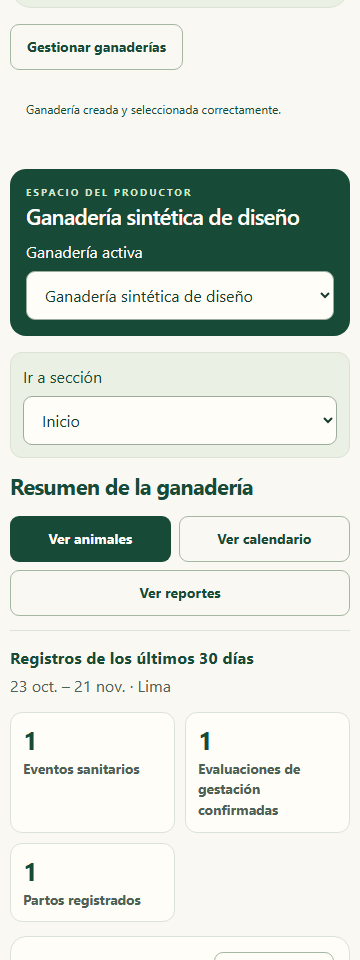 Gestionar ganaderías
Ganadería creada y seleccionada correctamente.
ESPACIO DEL PRODUCTOR
Ganadería sintética de diseño
Ganadería activa
Ganadería sintética de diseño
Ir a sección
Inicio
Resumen de la ganadería
Ver animales
Ver calendario
Ver reportes
Registros de los últimos 30 días
23 oct. – 21 nov. · Lima
1
Eventos sanitarios
1
Evaluaciones de
gestación
confirmadas
1
Partos registrados